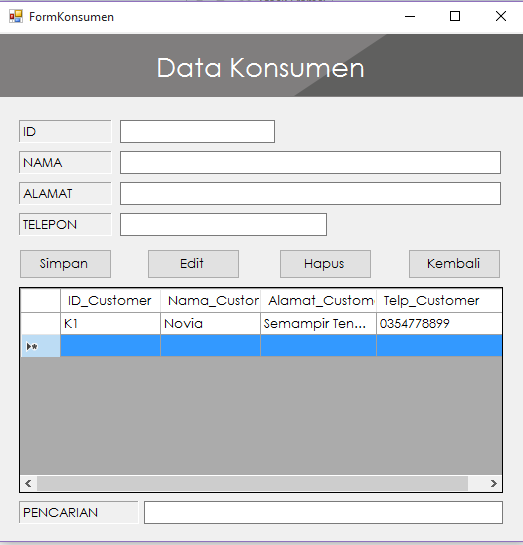 FormKonsumen
Data Konsumen
ID
NAMA
ALAMAT
TELEPON
Simpan Edit Hapus Kembali
ID_Customer Nama_Custor Alamat_Custom Telp_Customer
K1 Novia Semampir Ten... 0354778899
PENCARIAN